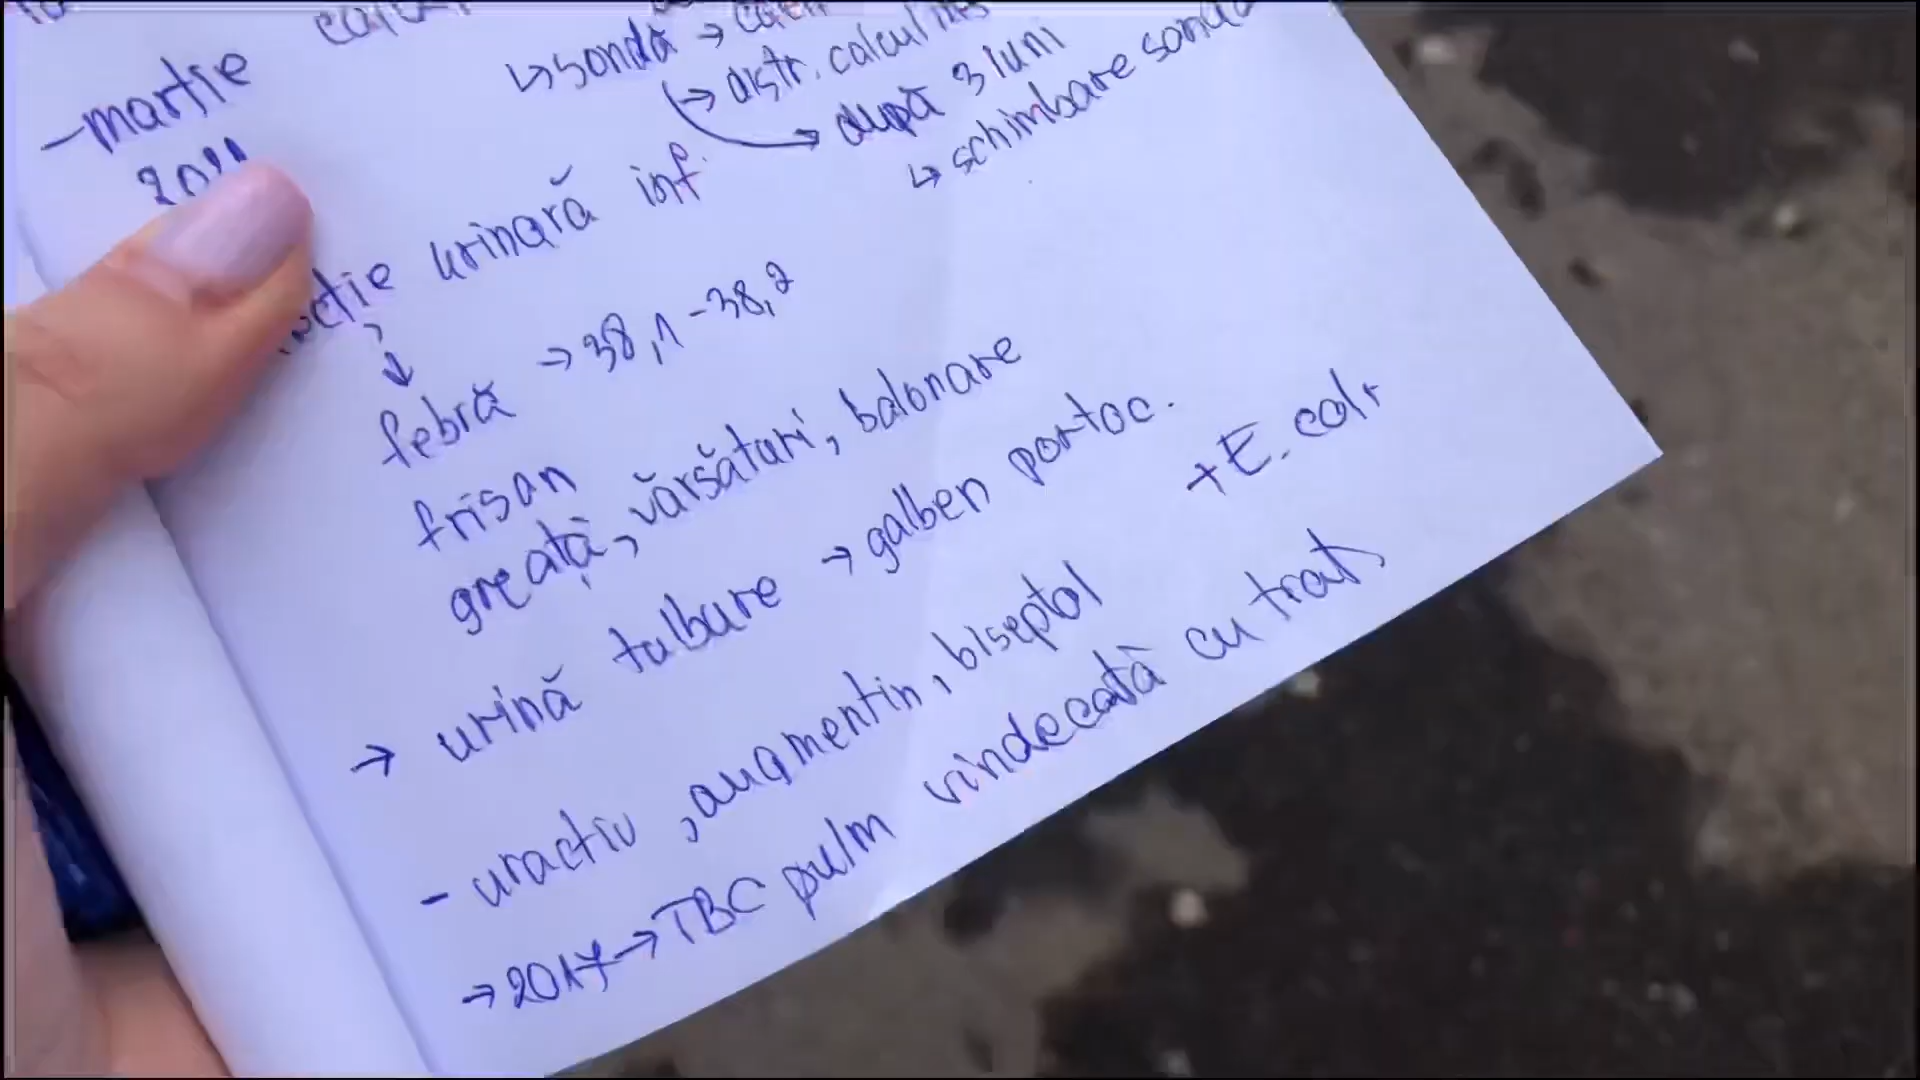 ↳ sondă →
-martie
→ distr. calcul
după 3 luni
↳ schimbare sondă
urinară inf.
↓
febră → 38,1-38,2
frison
greață, vărsături, balonare
→ urină tulbure → galben portoc.
+E. coli
- uractiv, augmentin, biseptol
→ 2017 → TBC pulm vindecată cu trat.